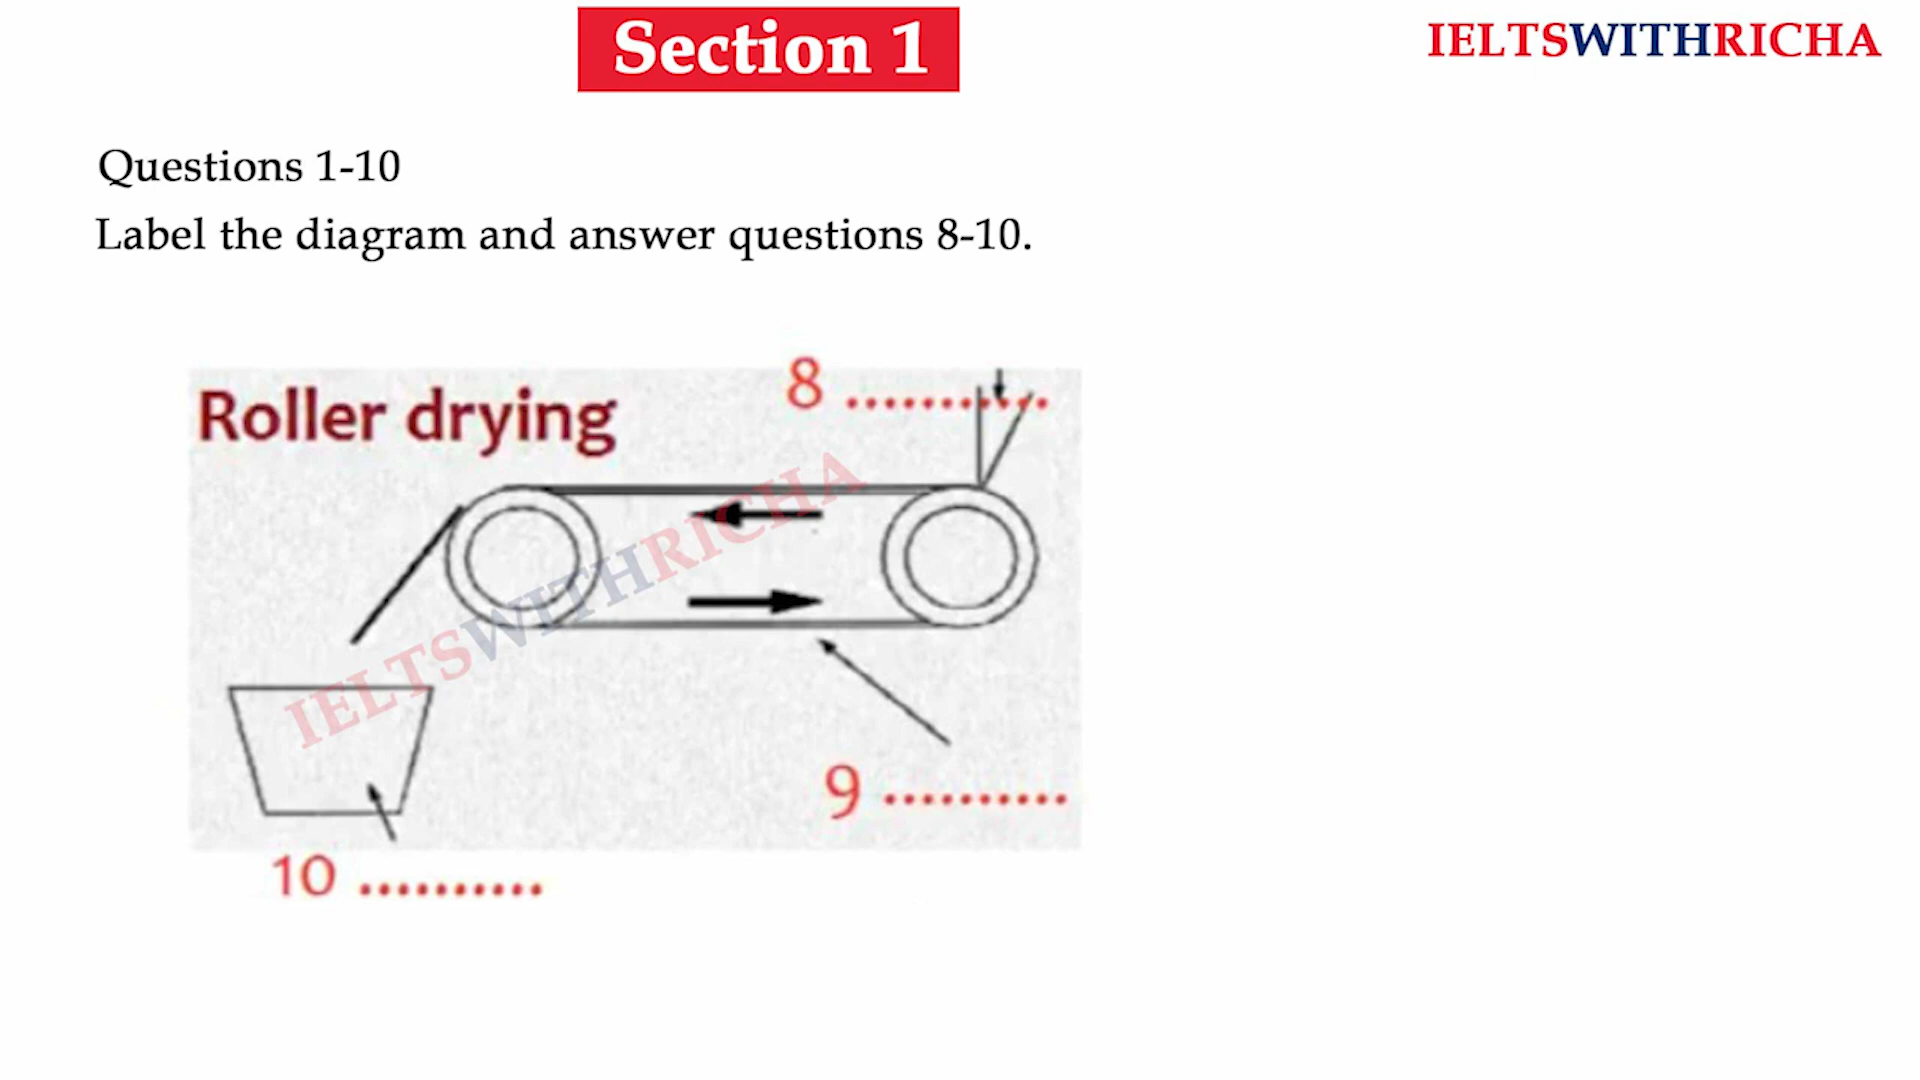 Section 1
IELTSWITHRICHA
Questions 1-10
Label the diagram and answer questions 8-10.
Roller drying
8 ..........
IELTSWITHRICHA
9 ..........
10 ..........